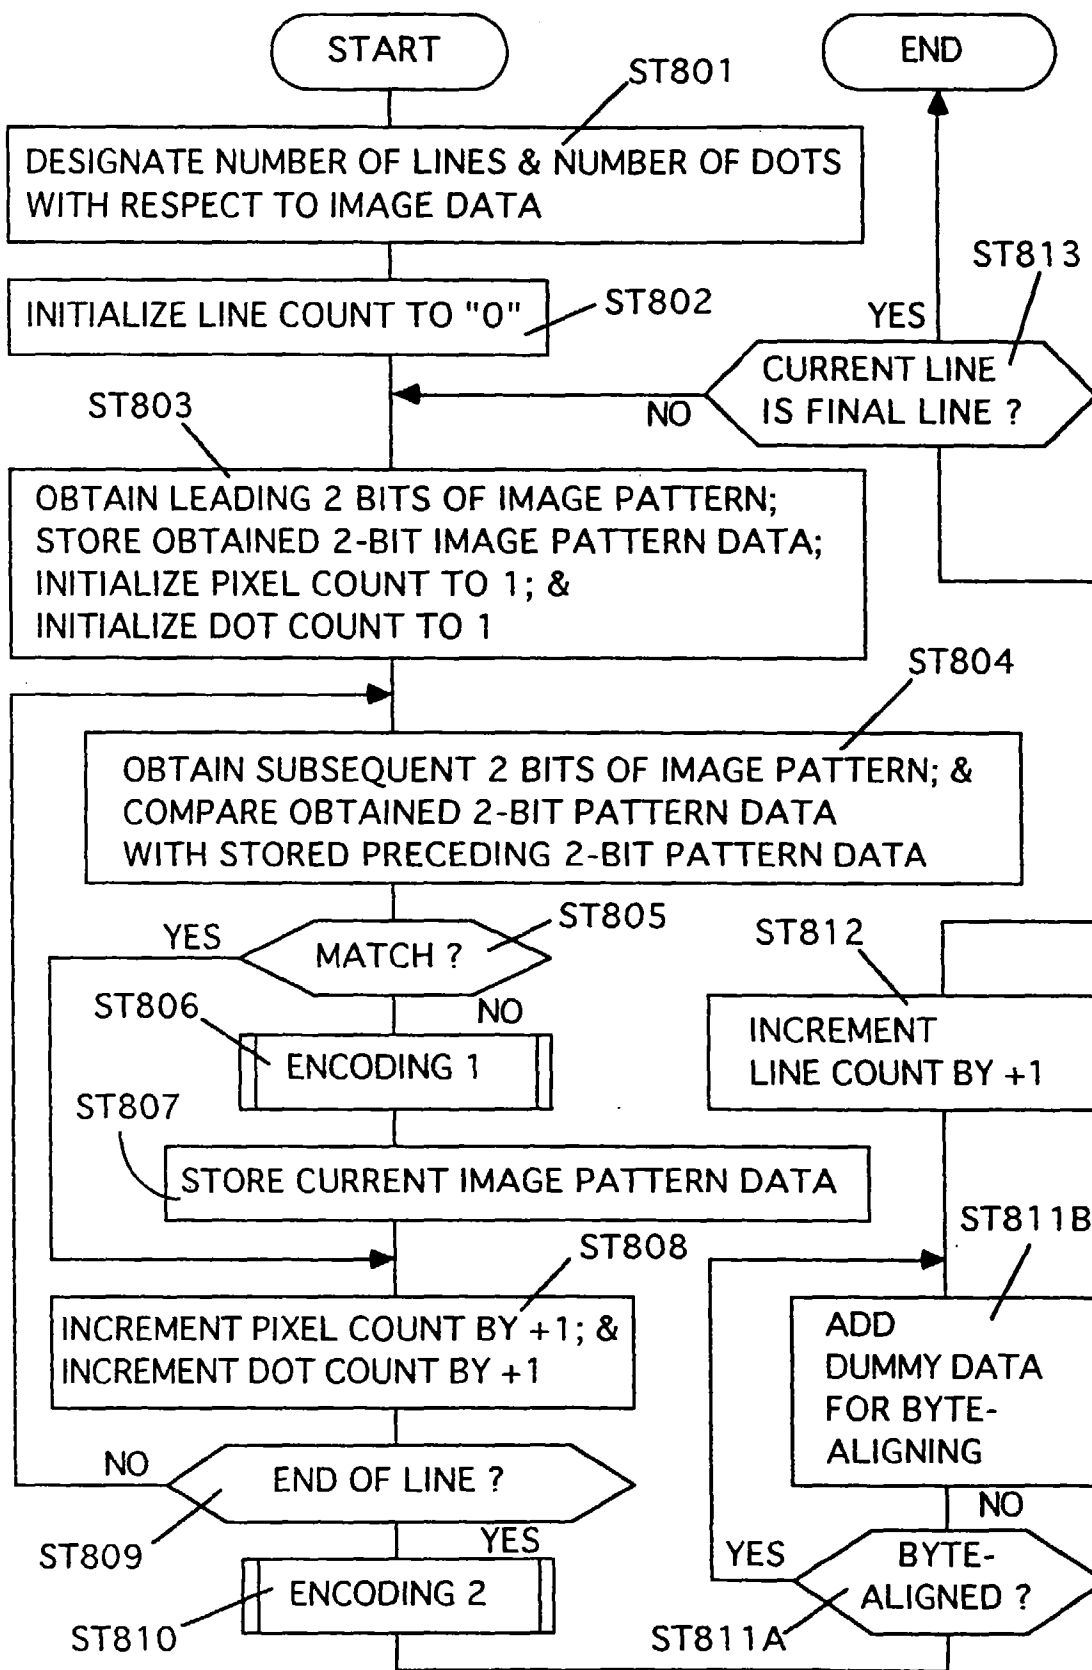 START
ST801
DESIGNATE NUMBER OF LINES & NUMBER OF DOTS
WITH RESPECT TO IMAGE DATA
INITIALIZE LINE COUNT TO "0"
ST802
ST803
OBTAIN LEADING 2 BITS OF IMAGE PATTERN;
STORE OBTAINED 2-BIT IMAGE PATTERN DATA;
INITIALIZE PIXEL COUNT TO 1; &
INITIALIZE DOT COUNT TO 1
ST804
OBTAIN SUBSEQUENT 2 BITS OF IMAGE PATTERN; &
COMPARE OBTAINED 2-BIT PATTERN DATA
WITH STORED PRECEDING 2-BIT PATTERN DATA
ST805
YES
MATCH ?
NO
ST806
ENCODING 1
ST807
STORE CURRENT IMAGE PATTERN DATA
ST808
INCREMENT PIXEL COUNT BY +1; &
INCREMENT DOT COUNT BY +1
NO
END OF LINE ?
YES
ST809
ENCODING 2
ST810
END
ST813
YES
CURRENT LINE
IS FINAL LINE ?
NO
ST812
INCREMENT
LINE COUNT BY +1
ST811B
ADD
DUMMY DATA
FOR BYTE-
ALIGNING
NO
YES
BYTE-
ALIGNED ?
ST811A